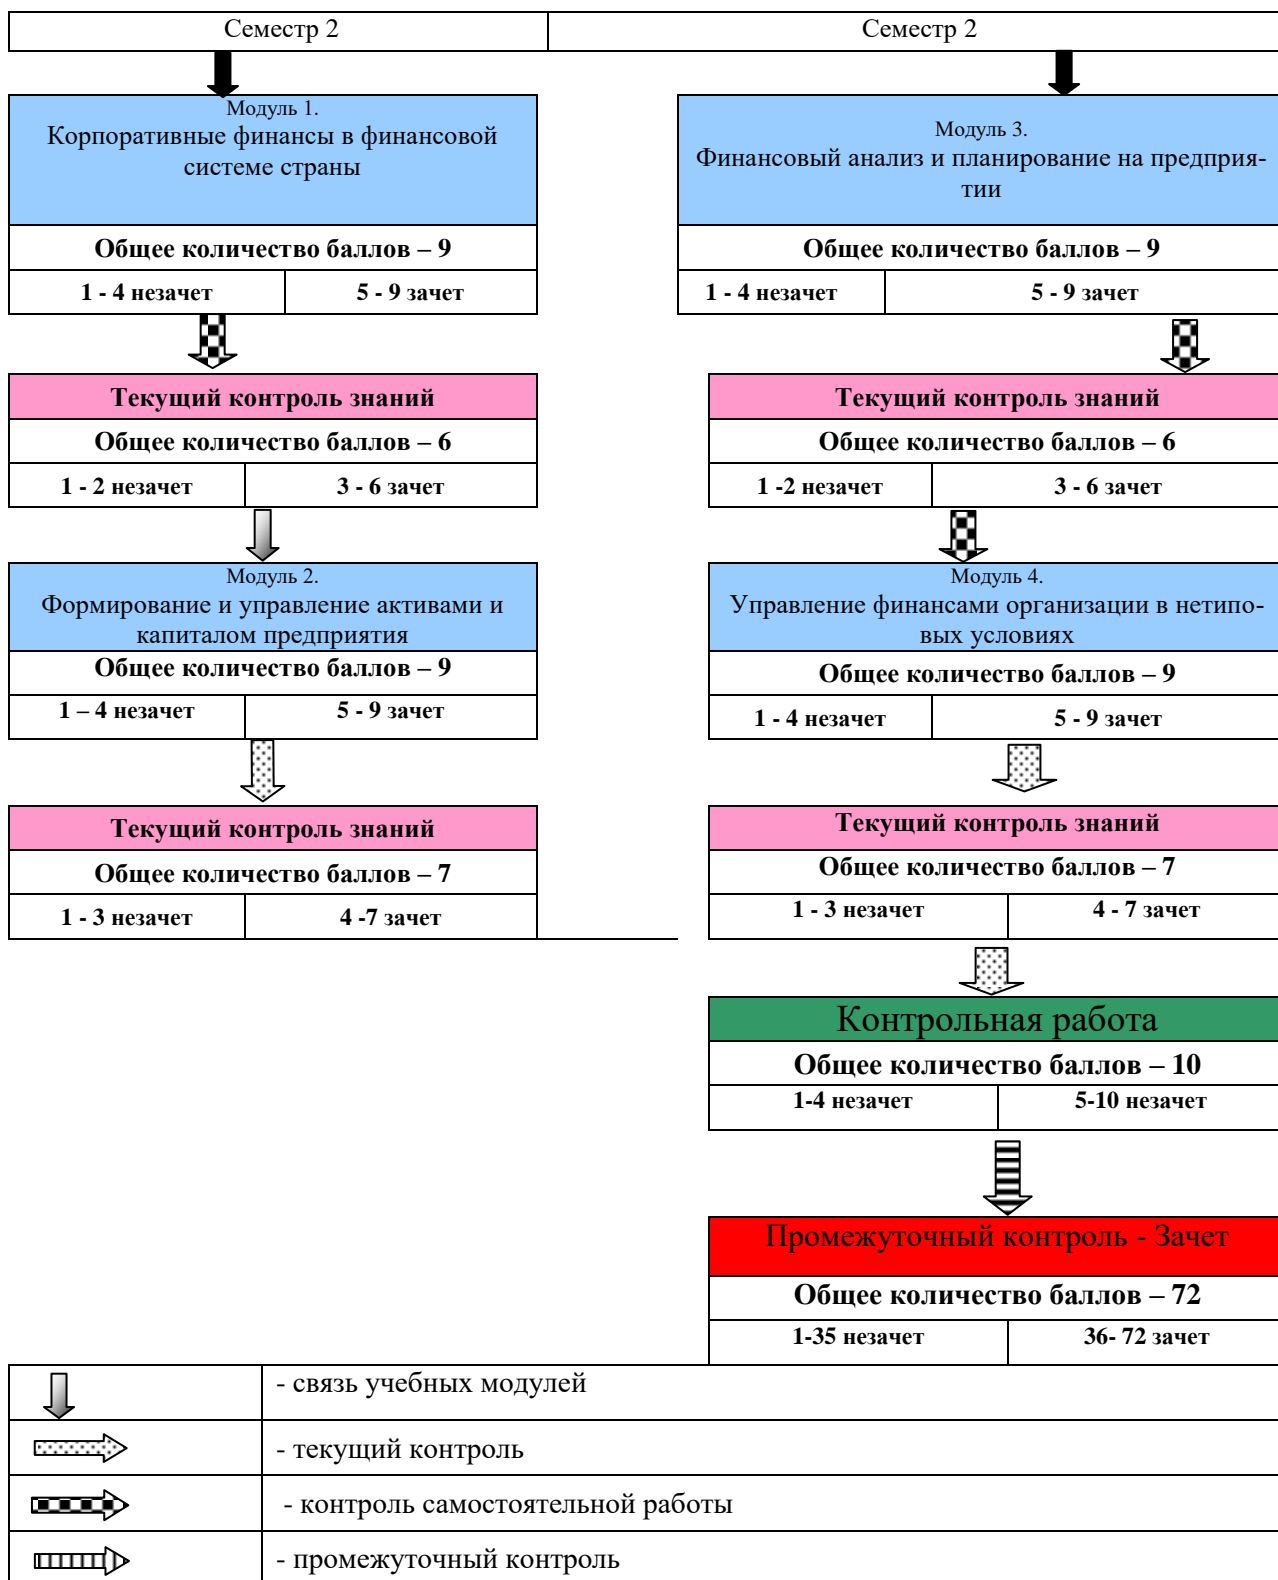 Семестр 2
Семестр 2
Модуль 1.
Корпоративные финансы в финансовой
системе страны
Общее количество баллов – 9
1 - 4 незачет
5 - 9 зачет
Модуль 3.
Финансовый анализ и планирование на предприя-
тии
Общее количество баллов – 9
1 - 4 незачет
5 - 9 зачет
Текущий контроль знаний
Общее количество баллов – 6
1 - 2 незачет
3 - 6 зачет
Текущий контроль знаний
Общее количество баллов – 6
1 -2 незачет
3 - 6 зачет
Модуль 2.
Формирование и управление активами и
капиталом предприятия
Общее количество баллов – 9
1 – 4 незачет
5 - 9 зачет
Модуль 4.
Управление финансами организации в нетипо-
вых условиях
Общее количество баллов – 9
1 - 4 незачет
5 - 9 зачет
Текущий контроль знаний
Общее количество баллов – 7
1 - 3 незачет
4 -7 зачет
Текущий контроль знаний
Общее количество баллов – 7
1 - 3 незачет
4 - 7 зачет
Контрольная работа
Общее количество баллов – 10
1-4 незачет
5-10 незачет
Промежуточный контроль - Зачет
Общее количество баллов – 72
1-35 незачет
36- 72 зачет
- связь учебных модулей
- текущий контроль
- контроль самостоятельной работы
- промежуточный контроль